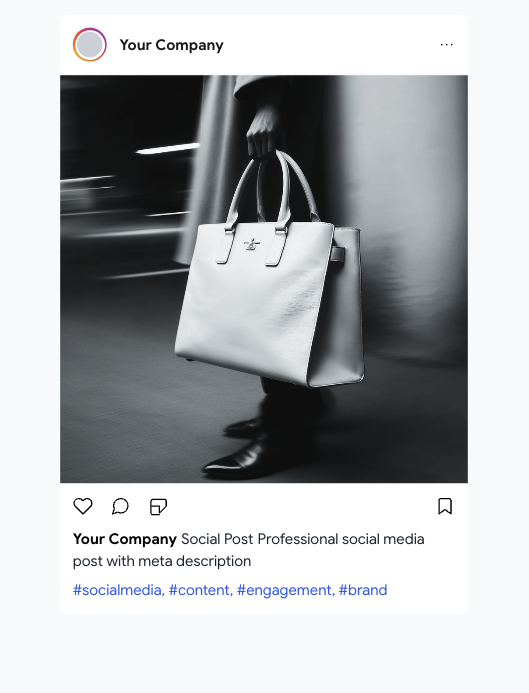 Your Company
Your Company Social Post Professional social media
post with meta description
#socialmedia, #content, #engagement, #brand